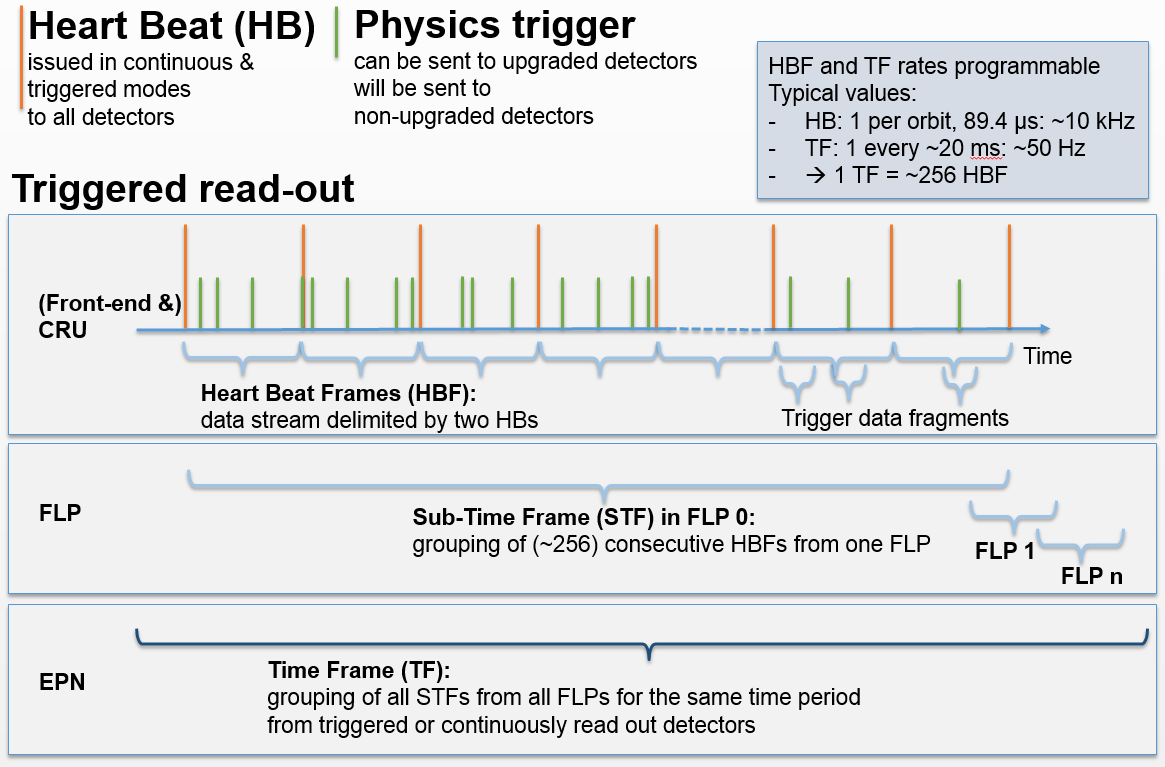 Heart Beat (HB)
issued in continuous &
triggered modes
to all detectors
Physics trigger
can be sent to upgraded detectors
will be sent to
non-upgraded detectors
HBF and TF rates programmable
Typical values:
- HB: 1 per orbit, 89.4 µs: ~10 kHz
- TF: 1 every ~20 ms: ~50 Hz
- → 1 TF = ~256 HBF
Triggered read-out
(Front-end &)
CRU
Time
Heart Beat Frames (HBF):
data stream delimited by two HBs
Trigger data fragments
FLP
Sub-Time Frame (STF) in FLP 0:
grouping of (~256) consecutive HBFs from one FLP
FLP 1
FLP n
EPN
Time Frame (TF):
grouping of all STFs from all FLPs for the same time period
from triggered or continuously read out detectors